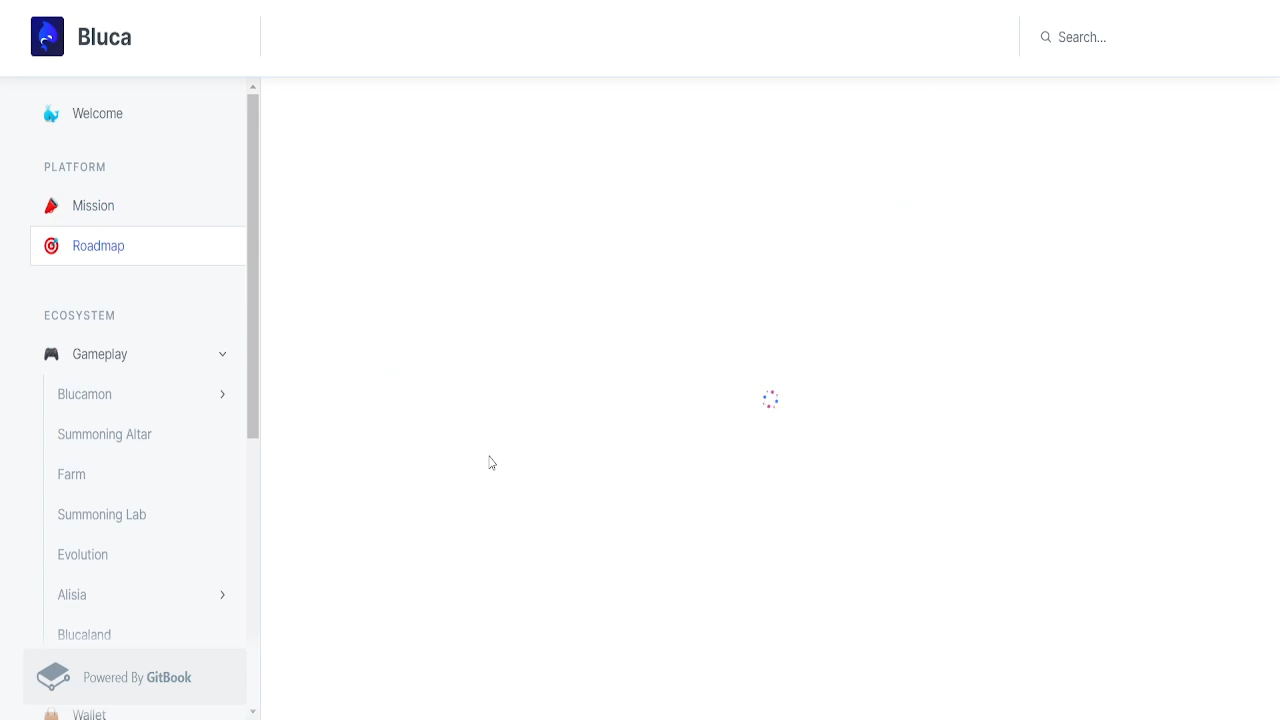 Bluca
Search...
Welcome
PLATFORM
Mission
Roadmap
ECOSYSTEM
Gameplay
Blucamon
Summoning Altar
Farm
Summoning Lab
Evolution
Alisia
Blucaland
Powered By GitBook
Wallet